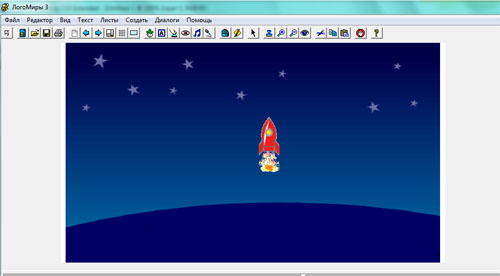 ЛогоМиры 3
Файл Редактор Вид Текст Листы Создать Диалоги Помощь